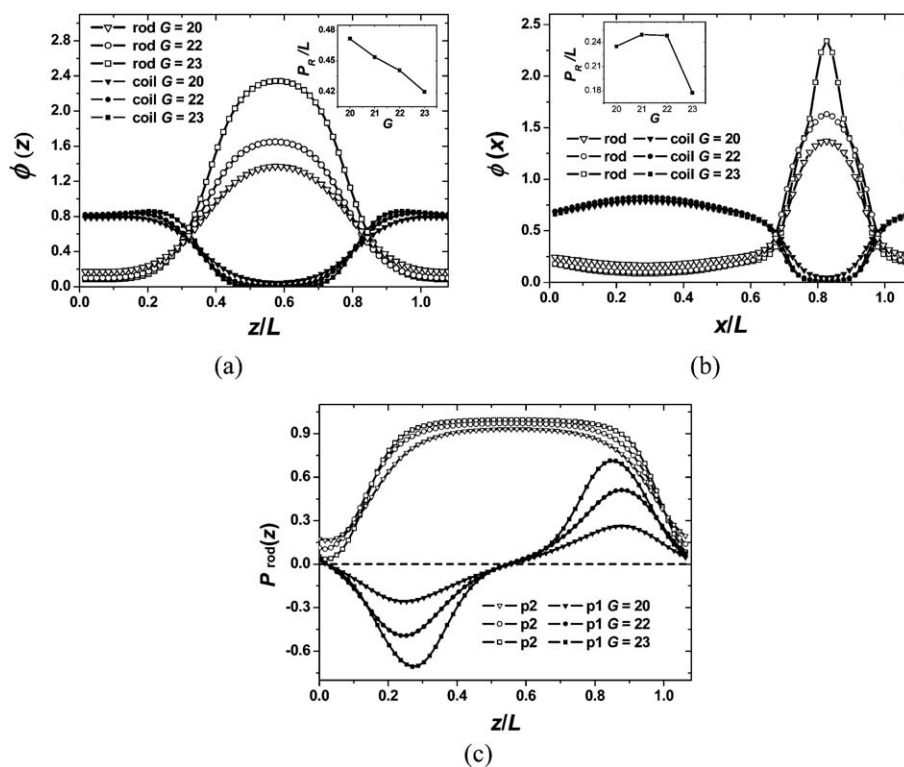 (a)
ϕ (z)
2.8
2.4
2.0
1.6
1.2
0.8
0.4
0.0
rod G = 20
rod G = 22
rod G = 23
coil G = 20
coil G = 22
coil G = 23
P_R/L
0.48
0.45
0.42
20 21 22 23
G
0.0 0.2 0.4 0.6 0.8 1.0
z/L
(a)
(b)
ϕ (x)
2.5
2.0
1.5
1.0
0.5
0.0
P_R/L
0.30
0.24
0.18
20 21 22 23
G
rod coil G = 20
rod coil G = 22
rod coil G = 23
0.0 0.2 0.4 0.6 0.8 1.0
x/L
(b)
P rod(z)
0.9
0.6
0.3
0.0
-0.3
-0.6
p2 p1 G = 20
p2 p1 G = 22
p2 p1 G = 23
0.0 0.2 0.4 0.6 0.8 1.0
z/L
(c)